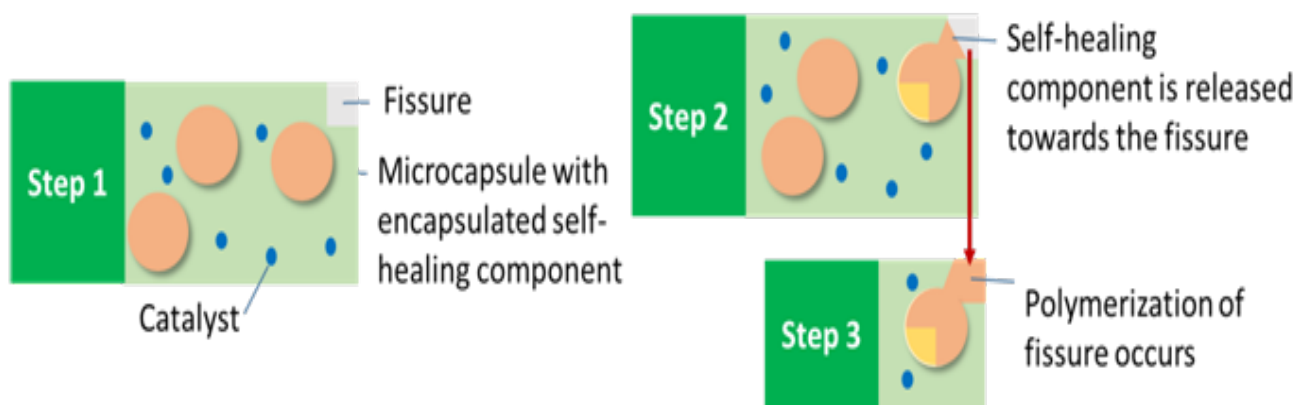 Step 1
Fissure
Microcapsule with
encapsulated self-
healing component
Catalyst
Step 2
Self-healing
component is released
towards the fissure
Step 3
Polymerization of
fissure occurs